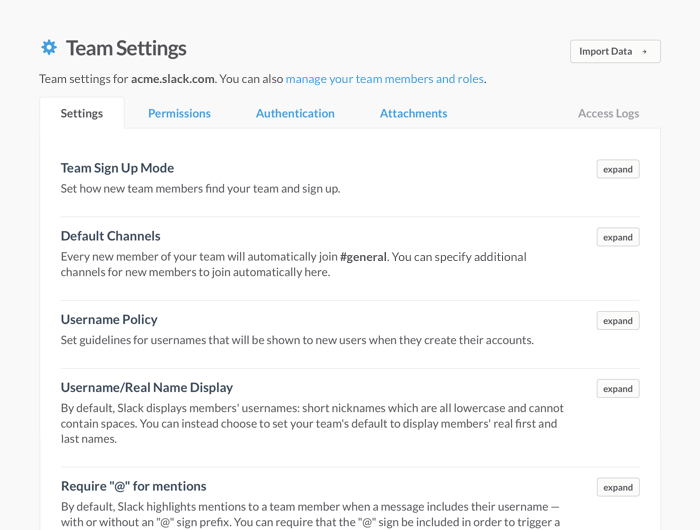 Team Settings
Import Data →
Team settings for acme.slack.com. You can also manage your team members and roles.
Settings
Permissions
Authentication
Attachments
Access Logs
Team Sign Up Mode
expand
Set how new team members find your team and sign up.
Default Channels
expand
Every new member of your team will automatically join #general. You can specify additional
channels for new members to join automatically here.
Username Policy
expand
Set guidelines for usernames that will be shown to new users when they create their accounts.
Username/Real Name Display
expand
By default, Slack displays members' usernames: short nicknames which are all lowercase and cannot
contain spaces. You can instead choose to set your team's default to display members' real first and
last names.
Require "@" for mentions
expand
By default, Slack highlights mentions to a team member when a message includes their username —
with or without an "@" sign prefix. You can require that the "@" sign be included in order to trigger a